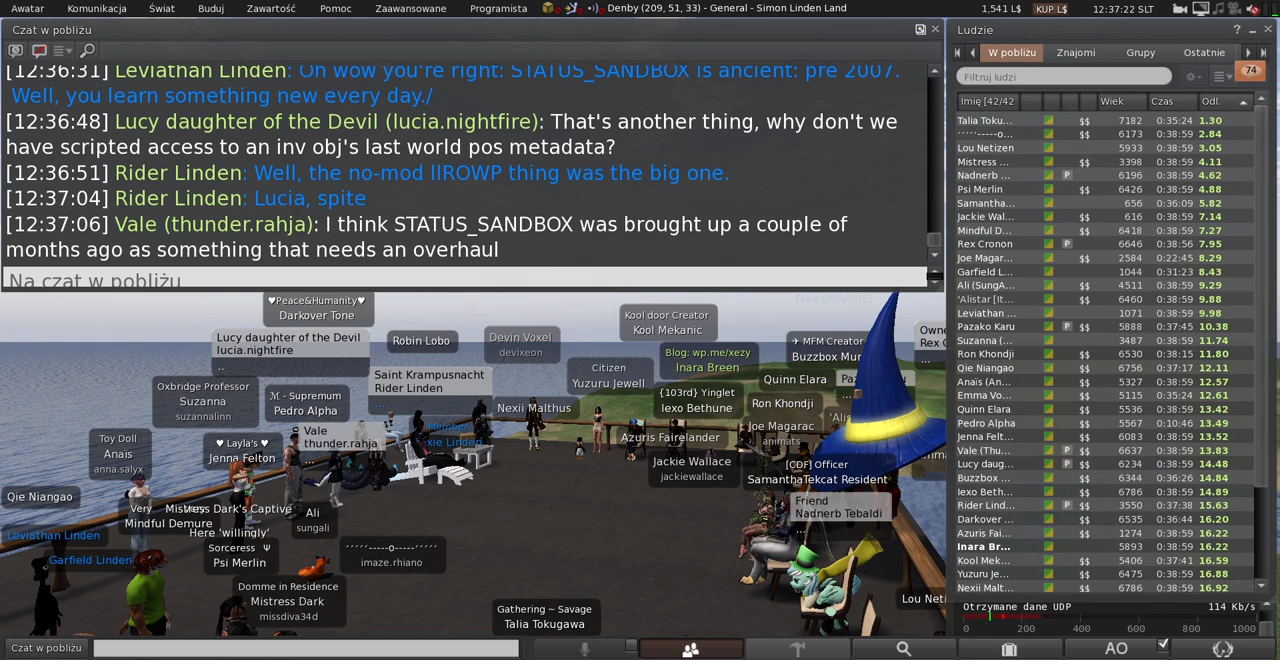 Awatar Komunikacja Świat Buduj Zawartość Pomoc Zaawansowane Programista Denby (209, 51, 33) - General - Simon Linden Land 1,541 L$ KUP L$ 12:37:22 SLT
Czat w pobliżu
[12:36:31] Leviathan Linden: Oh wow you're right: STATUS_SANDBOX is ancient: pre 2007.
Well, you learn something new every day./
[12:36:48] Lucy daughter of the Devil (lucia.nightfire): That's another thing, why don't we
have scripted access to an inv obj's last world pos metadata?
[12:36:51] Rider Linden: Well, the no-mod llROWP thing was the big one.
[12:37:04] Rider Linden: Lucia, spite
[12:37:06] Vale (thunder.rahja): I think STATUS_SANDBOX was brought up a couple of
months ago as something that needs an overhaul
Na czat w pobliżu
Free UKRAINE!
♥Peace&Humanity♥
Darkover Tone
Lucy daughter of the Devil
lucia.nightfire
..
Robin Lobo
Devin Voxel
devixeon
Kool door Creator
Kool Mekanic
Blog: wp.me/xezy
Inara Breen
✈ MFM Creator
Buzzbox Mur
Owne
Rex C
...
Oxbridge Professor
Suzanna
suzannalinn
ℳ - Supremum
Pedro Alpha
Saint Krampusnacht
Rider Linden
Citizen
Yuzuru Jewell
Nexii Malthus
{103rd} Yinglet
Iexo Bethune
Quinn Elara
Ron Khondji
Joe Magarac
animats
Toy Doll
Anais
anna.salyx
♥ Layla's ♥
Jenna Felton
Vale
thunder.rahja
Member
xie Linden
Azuris Fairelander
Jackie Wallace
jackiewallace
[CDF] Officer
SamanthaTekcat Resident
Friend
Nadnerb Tebaldi
...
Qie Niangao
Very
Mindful Demure
Mistress Dark's Captive
Here 'willingly'
Ali
sungali
Leviathan Linden
Garfield Linden
Sorceress Ψ
Psi Merlin
´´´´´-----o-----´´´´´
imaze.rhiano
Domme in Residence
Mistress Dark
missdiva34d
Gathering ~ Savage
Talia Tokugawa
Lou Neti
Czat w pobliżu
Ludzie
W pobliżu Znajomi Grupy Ostatnie
Filtruj ludzi
74
Imię [42/42 Wiek Czas Odl.
Talia Toku... $$ 7182 0:35:24 1.30
´´´´´-----o... $$ 6173 0:38:59 2.84
Lou Netizen 5933 0:38:59 3.05
Mistress ... $$ 3398 0:38:59 4.11
Nadnerb ... P 6196 0:38:59 4.62
Psi Merlin $$ 6426 0:38:59 4.88
Samantha... 656 0:36:09 5.82
Jackie Wal... $$ 616 0:38:59 7.14
Mindful D... $$ 6418 0:38:59 7.27
Rex Cronon P 6646 0:38:56 7.95
Joe Magar... $$ 2584 0:22:45 8.29
Garfield L... 1044 0:31:23 8.43
Ali (SungA... $$ 4511 0:38:59 9.29
'Alistar [It... $$ 6460 0:38:59 9.88
Leviathan ... 1071 0:38:59 9.98
Pazako Karu P $$ 5888 0:37:45 10.38
Suzanna (... 3487 0:38:59 11.74
Ron Khondji $$ 6530 0:38:15 11.80
Qie Niangao $$ 6756 0:37:17 12.11
Anais (An... $$ 5327 0:38:59 12.57
Emma Vo... $$ 5115 0:35:24 12.61
Quinn Elara $$ 5536 0:38:59 13.42
Pedro Alpha $$ 5567 0:10:46 13.49
Jenna Felt... $$ 6083 0:38:59 13.52
Vale (Thu... P $$ 6637 0:38:59 13.83
Lucy daug... P $$ 6234 0:38:59 14.48
Buzzbox ... $$ 6344 0:36:26 14.84
Iexo Beth... $$ 6786 0:38:59 14.89
Rider Lind... P $$ 3550 0:37:38 15.63
Darkover ... $$ 6535 0:36:44 16.20
Azuris Fai... $$ 1274 0:38:59 16.22
Inara Br... 5893 0:38:59 16.22
Kool Mek... $$ 5406 0:37:41 16.59
Yuzuru Je... $$ 6475 0:38:59 16.88
Nexii Malt... $$ 6786 0:38:59 16.92
Otrzymane dane UDP 114 Kb/s
0 200 400 600 800 1000
AO